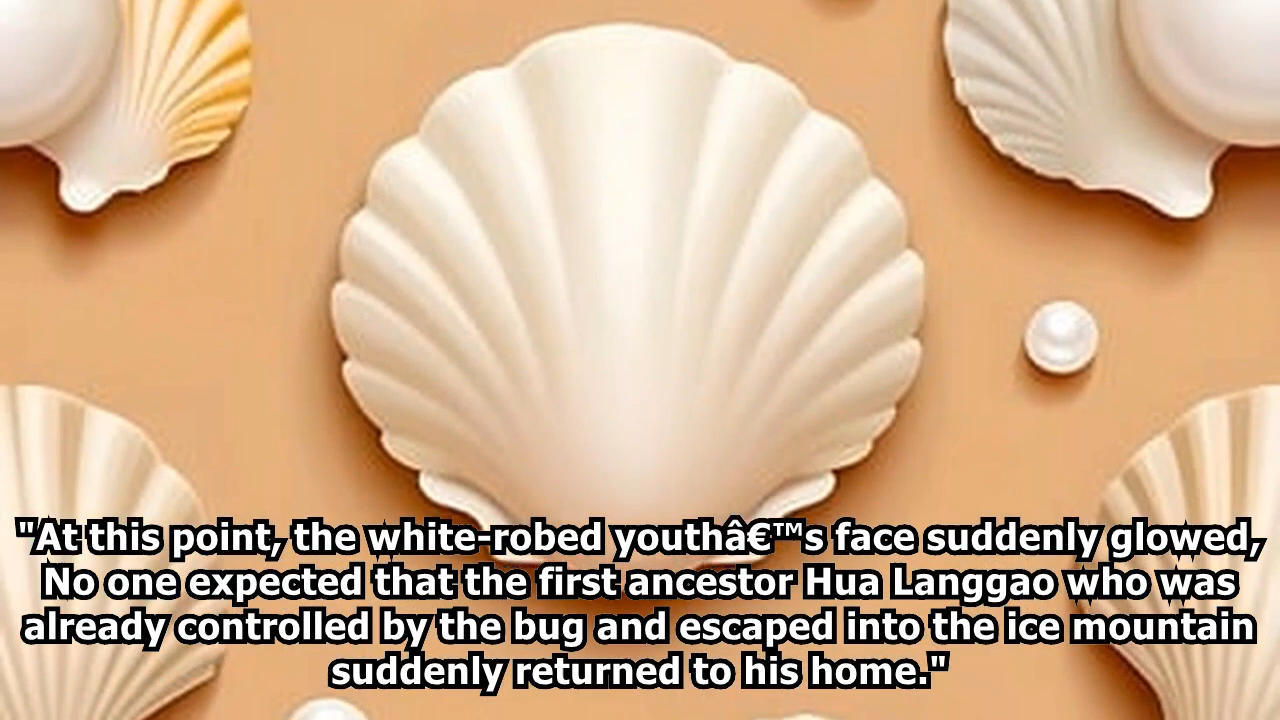 "At this point, the white-robed youthâ€™s face suddenly glowed,
No one expected that the first ancestor Hua Langgao who was
already controlled by the bug and escaped into the ice mountain
suddenly returned to his home."